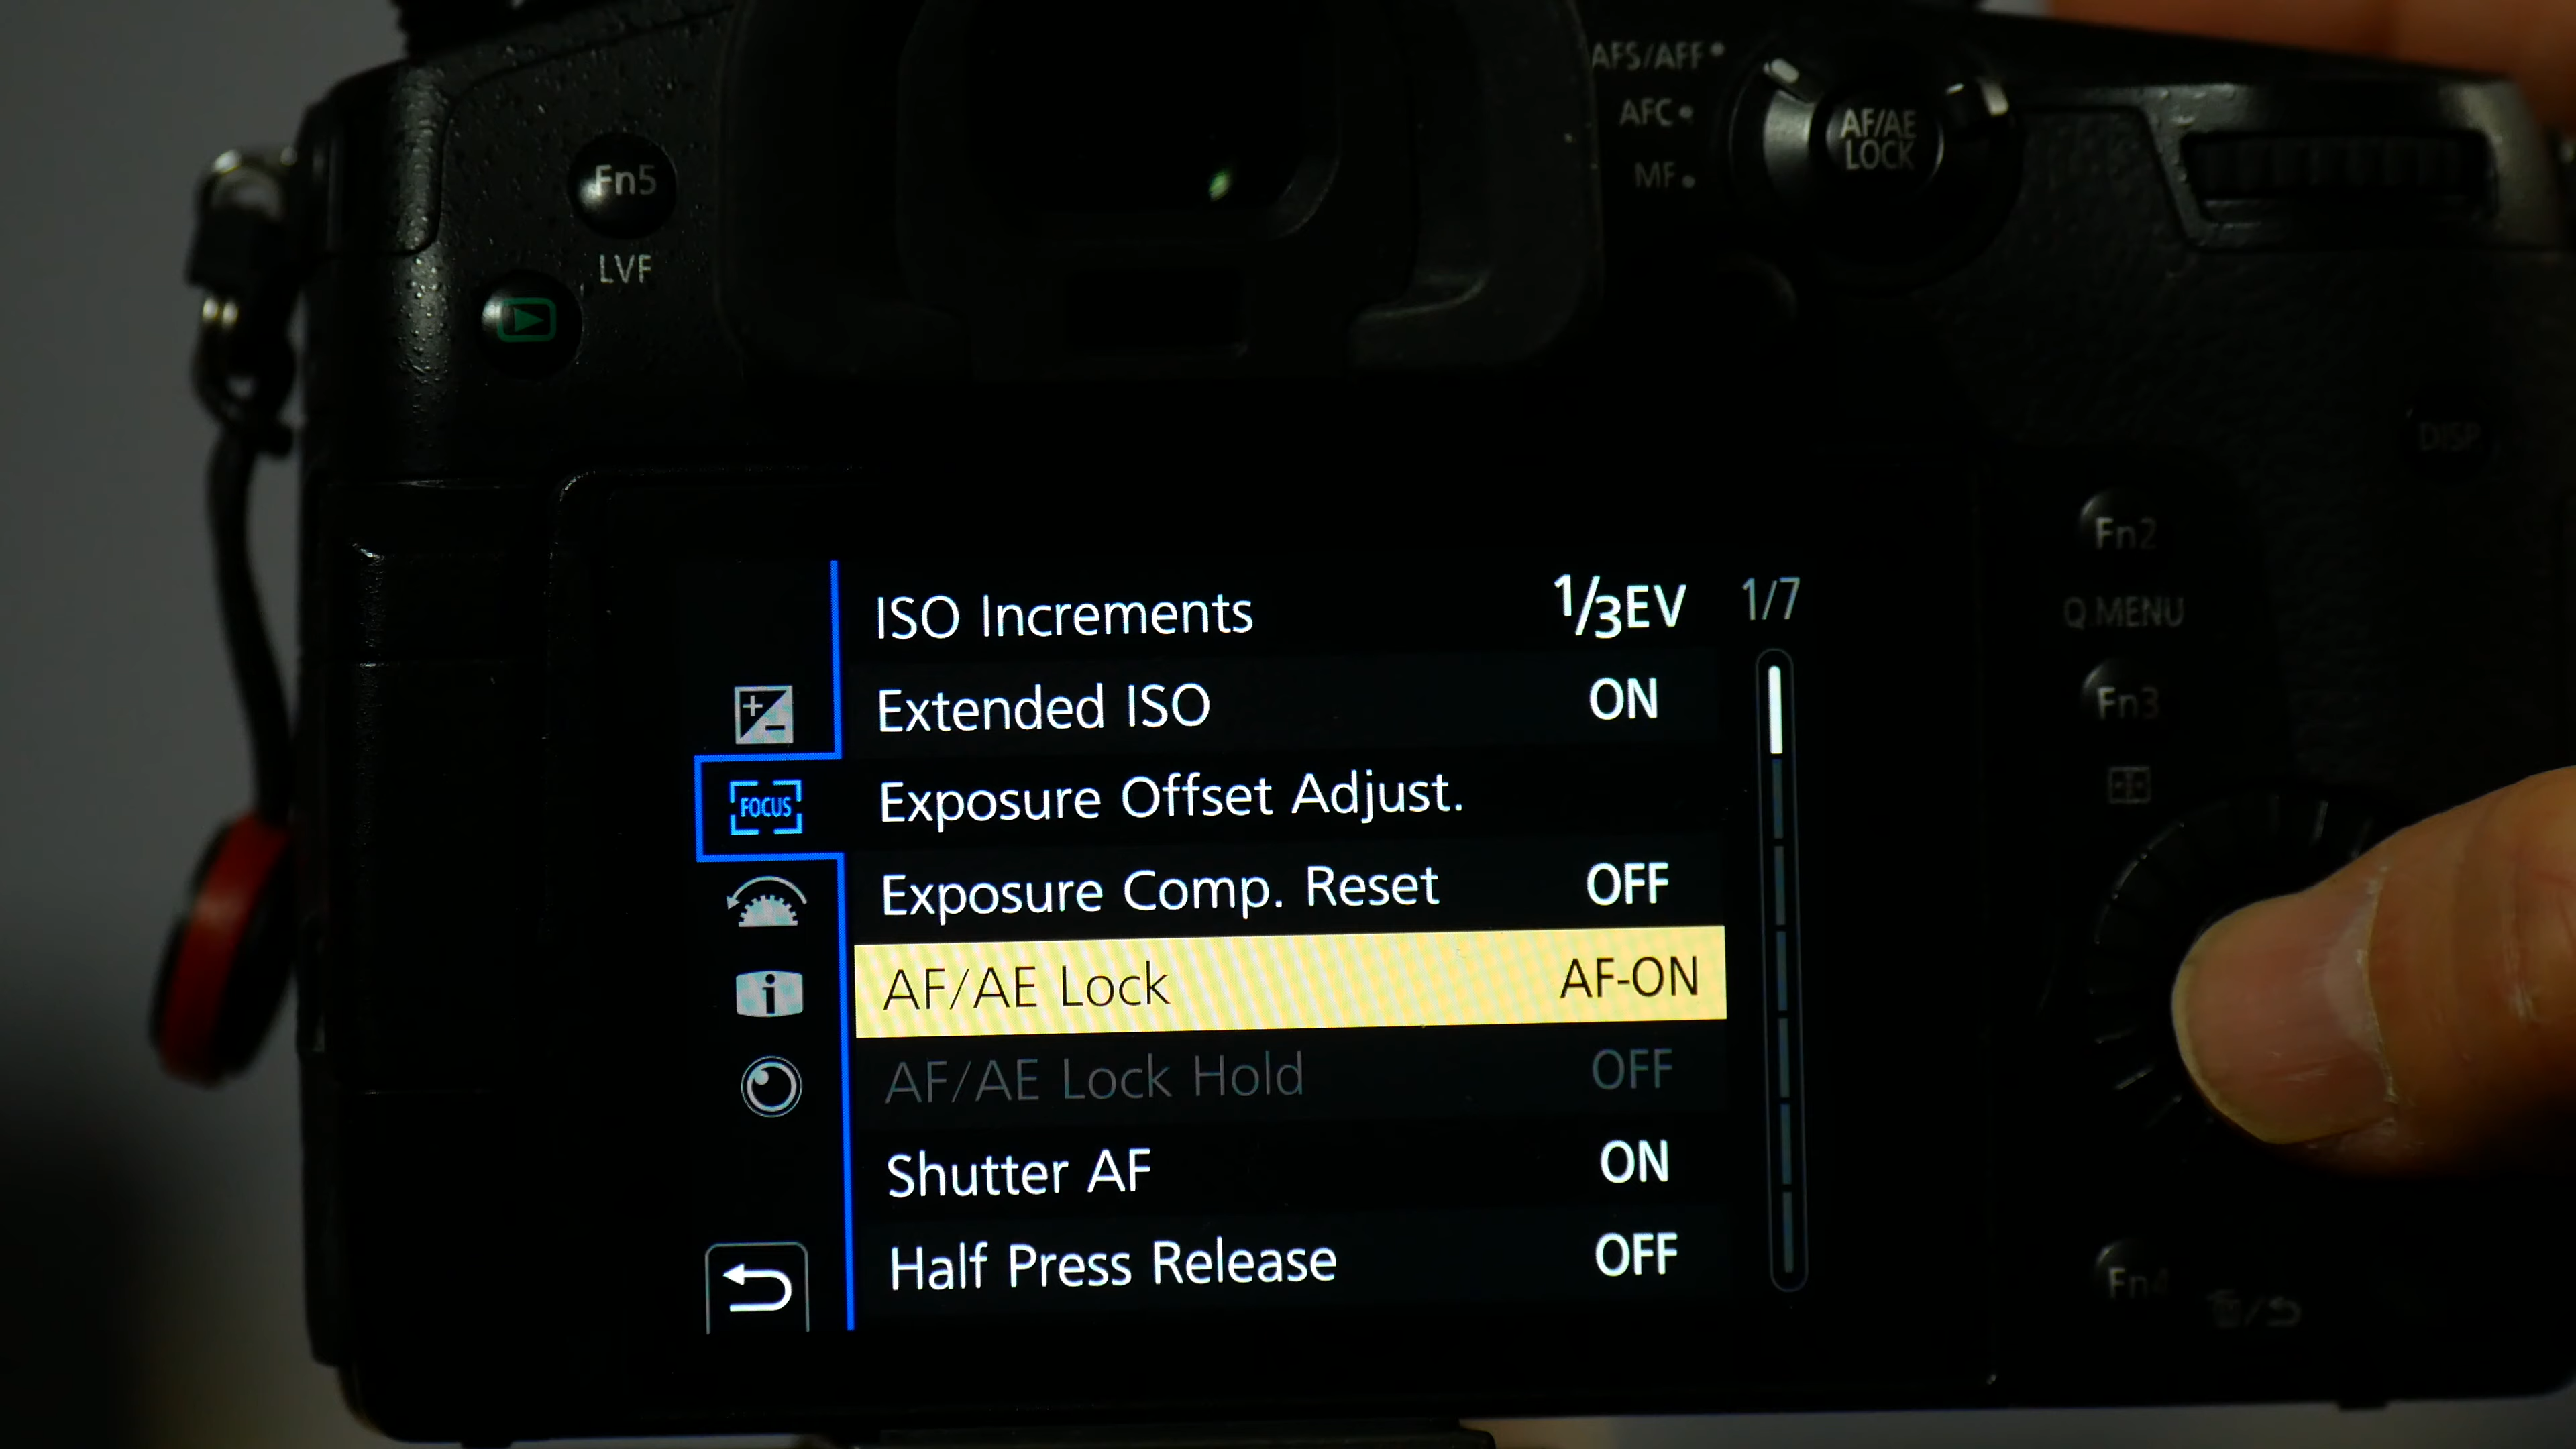 AFS/AFF
AFC
MF
AF/AE
LOCK
Fn5
LVF
DISP
Fn2
Q.MENU
Fn3
Fn4
1/7
ISO Increments 1/3EV
Extended ISO ON
Exposure Offset Adjust.
FOCUS
Exposure Comp. Reset OFF
AF/AE Lock AF-ON
AF/AE Lock Hold OFF
Shutter AF ON
Half Press Release OFF